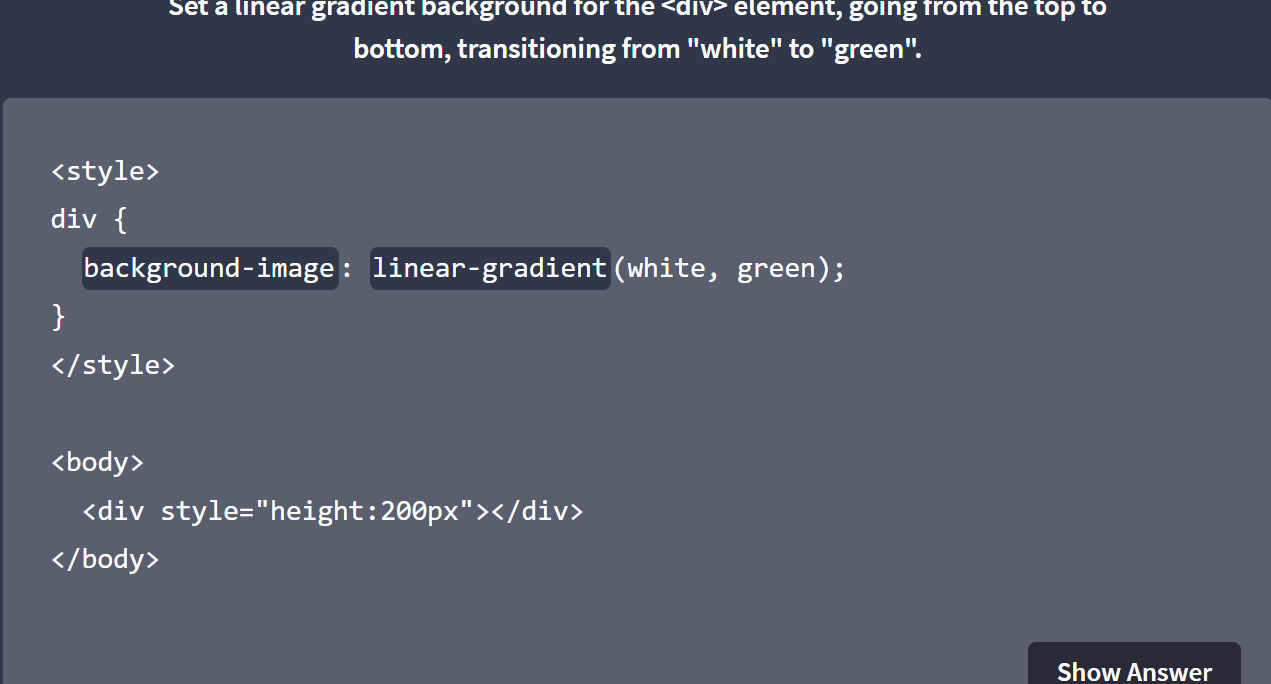 Set a linear gradient background for the <div> element, going from the top to
bottom, transitioning from "white" to "green".
<style>
div {
  background-image: linear-gradient(white, green);
}
</style>
<body>
  <div style="height:200px"></div>
</body>
Show Answer